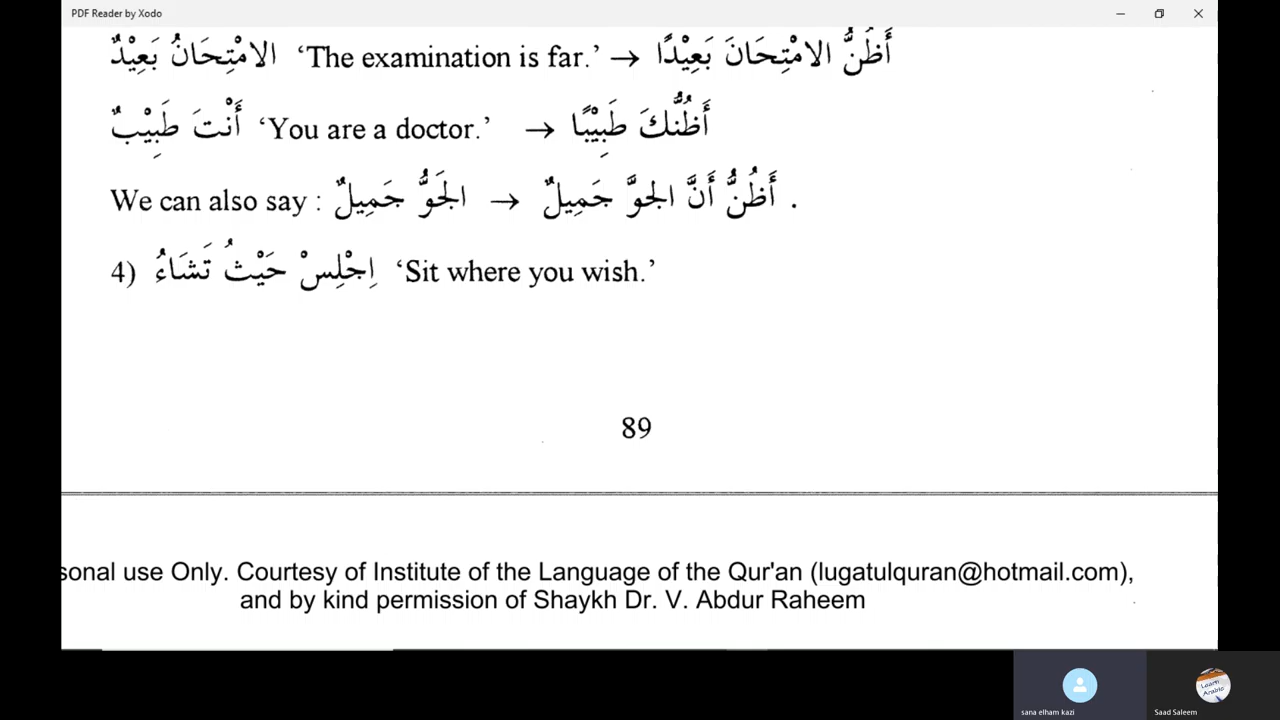 PDF Reader by Xodo
الامْتِحَانُ بَعِيْدٌ ‘The examination is far.’ → أَظُنُّ الامْتِحَانَ بَعِيْدًا
أَنْتَ طَبِيْبٌ ‘You are a doctor.’ → أَظُنُّكَ طَبِيْبًا
We can also say : الجَوُّ جَمِيلٌ → أَظُنُّ أَنَّ الجوَّ جَمِيلٌ .
4) اِجْلِسْ حَيْثُ تَشَاءُ ‘Sit where you wish.’
89
sonal use Only. Courtesy of Institute of the Language of the Qur'an (lugatulquran@hotmail.com),
and by kind permission of Shaykh Dr. V. Abdur Raheem
Learn
Arabic
sana elham kazi
Saad Saleem